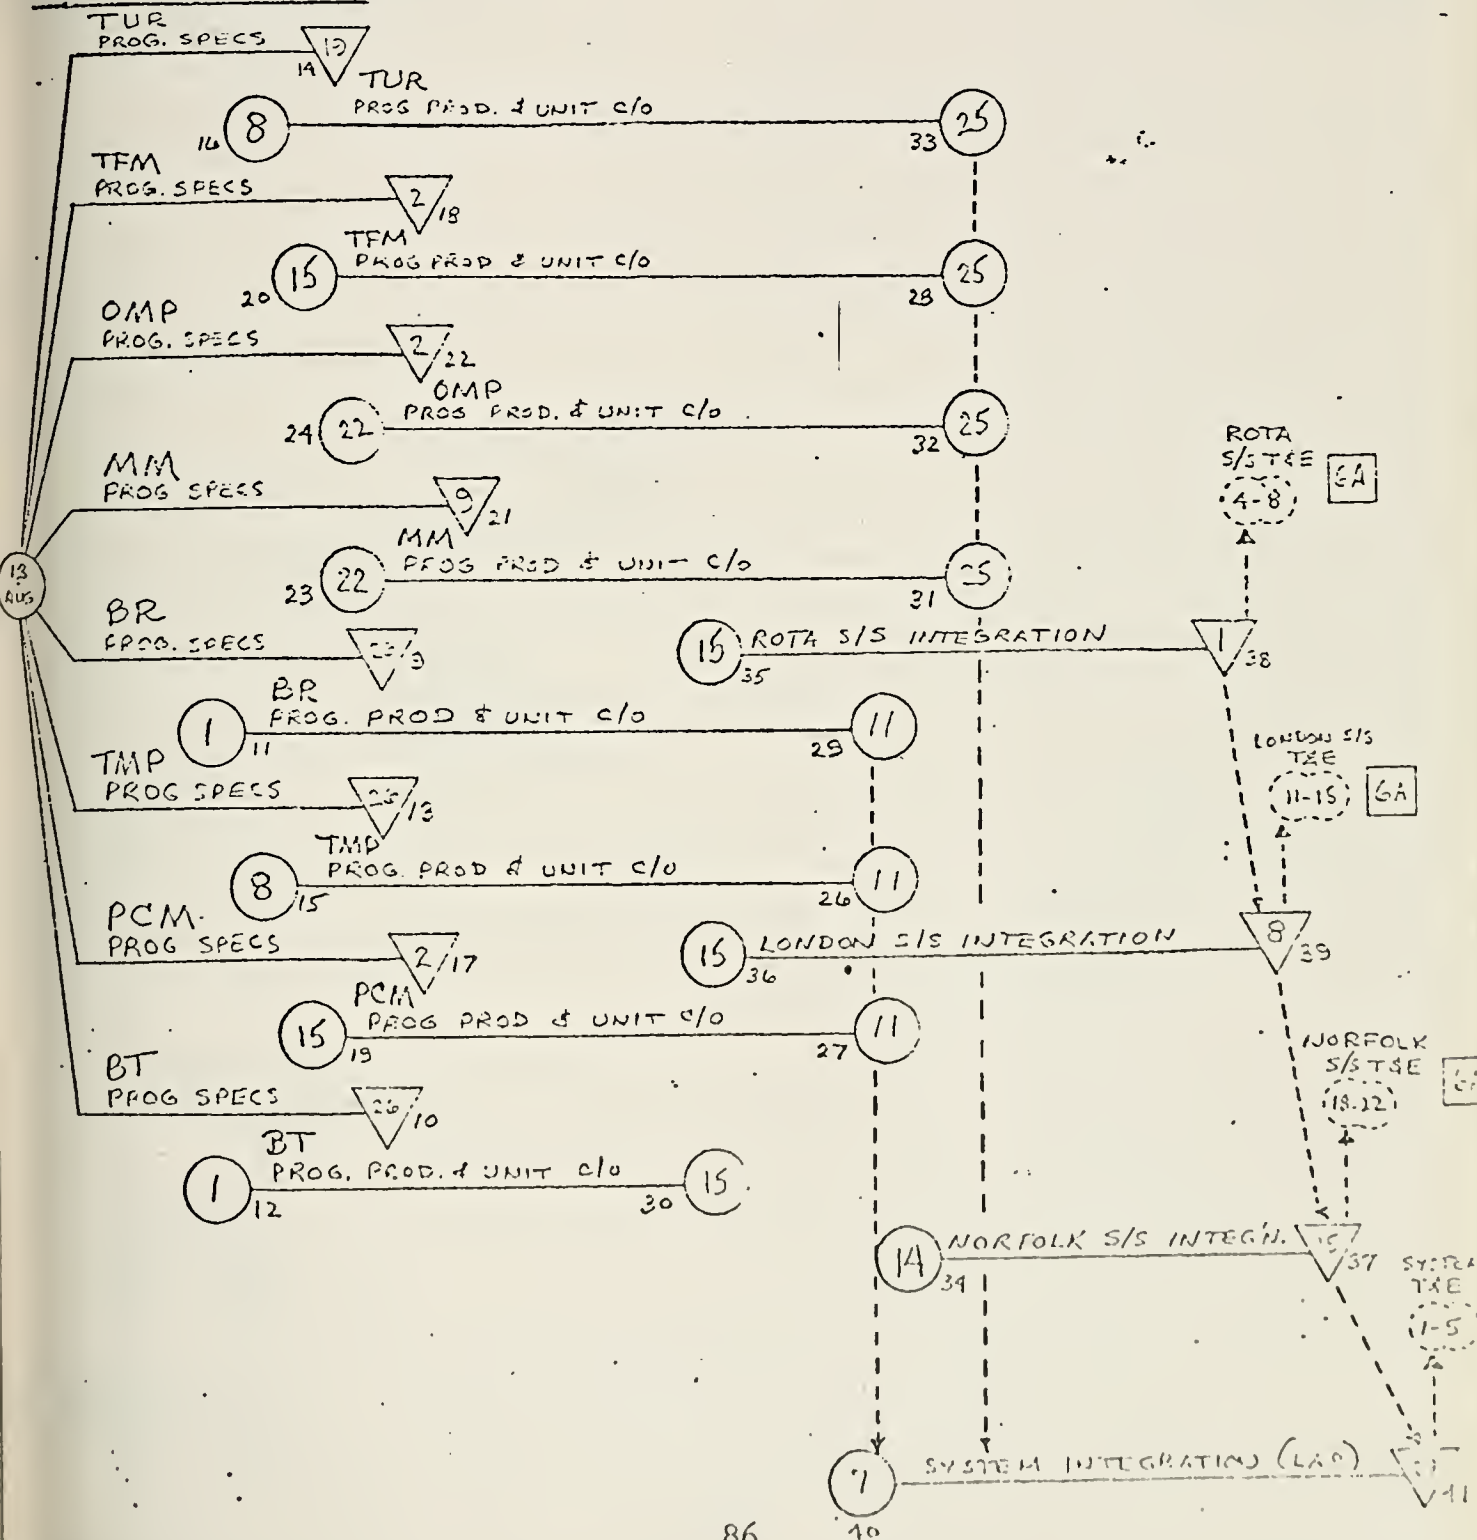 TUR
PROG. SPECS
19
14
TUR
PROG PROD. & UNIT C/O
8
16
25
33
TFM
PROG. SPECS
2
18
TFM
PROG PROD & UNIT C/O
15
20
25
28
OMP
PROG. SPECS
2
22
OMP
PROG PROD. & UNIT C/O
22
24
25
32
ROTA
S/S T&E
4-8
6A
MM
PROG SPECS
9
21
MM
PROG PROD & UNIT C/O
22
23
25
31
13
AUG
BR
PROG. SPECS
9
15
ROTA S/S INTEGRATION
35
1
38
BR
PROG. PROD & UNIT C/O
1
11
11
29
LONDON S/S
T&E
11-15
6A
TMP
PROG SPECS
26
13
TMP
PROG. PROD & UNIT C/O
8
15
11
26
PCM
PROG SPECS
2
17
15
LONDON S/S INTEGRATION
36
8
39
PCM
PROG PROD & UNIT C/O
15
19
11
27
NORFOLK
S/S T&E
18-22
BT
PROG SPECS
26
10
BT
PROG. PROD. & UNIT C/O
1
12
15
30
14
NORFOLK S/S INTEG'N.
34
15
37
T&E
1-5
7
SYSTEM INTEGRATION (LAB)
40
41
86